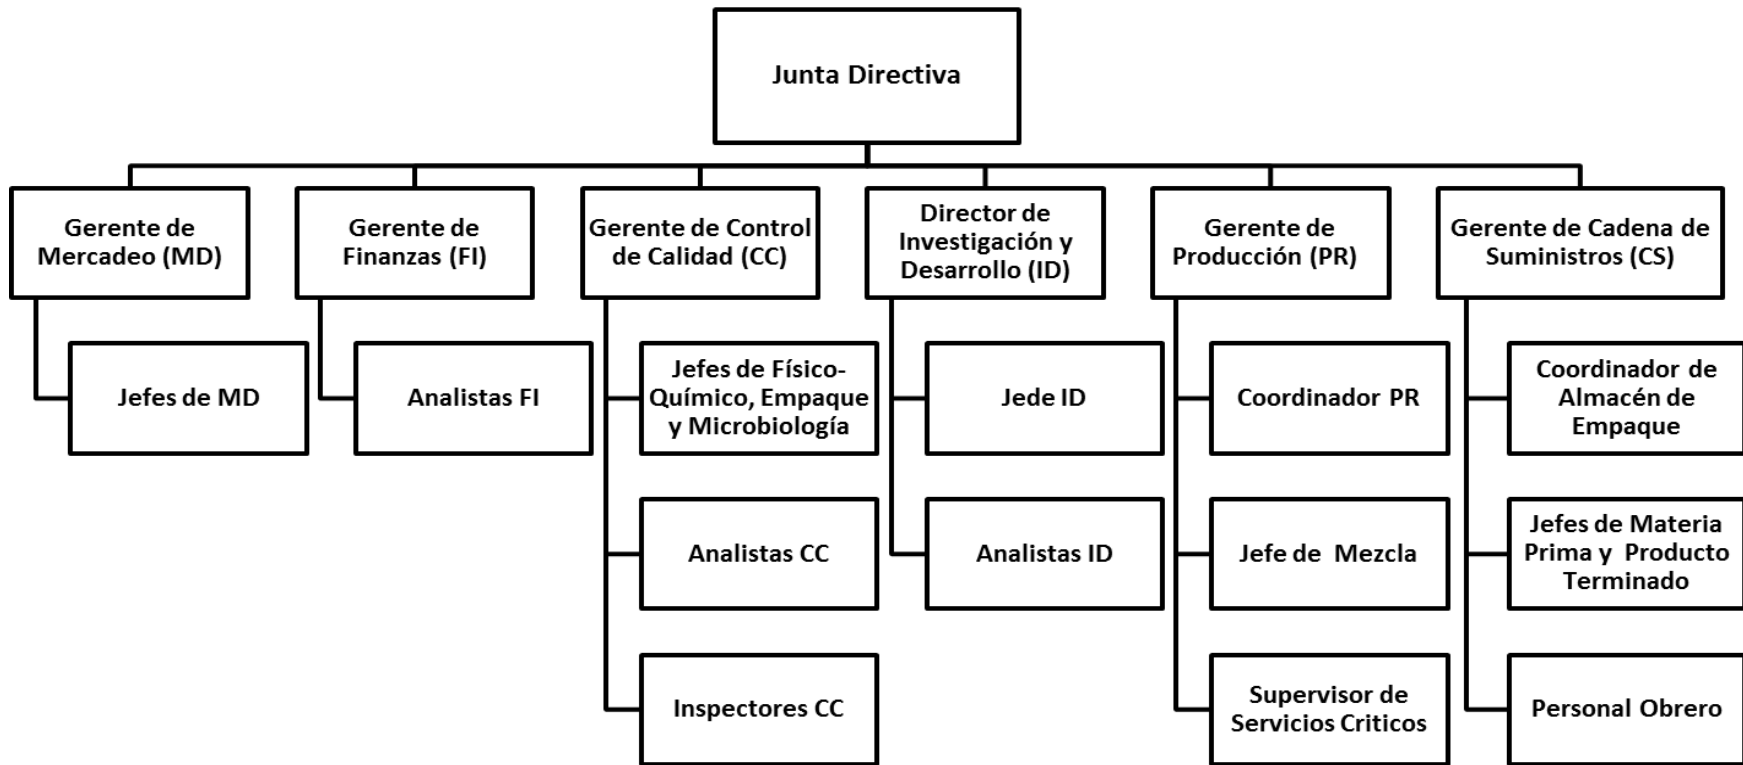 Junta Directiva
Gerente de
Mercadeo (MD)
Gerente de
Finanzas (FI)
Gerente de Control
de Calidad (CC)
Director de
Investigación y
Desarrollo (ID)
Gerente de
Producción (PR)
Gerente de Cadena de
Suministros (CS)
Jefes de MD
Analistas FI
Jefes de Físico-
Químico, Empaque
y Microbiología
Jede ID
Coordinador PR
Coordinador de
Almacén de
Empaque
Analistas CC
Analistas ID
Jefe de  Mezcla
Jefes de Materia
Prima y  Producto
Terminado
Inspectores CC
Supervisor de
Servicios Criticos
Personal Obrero